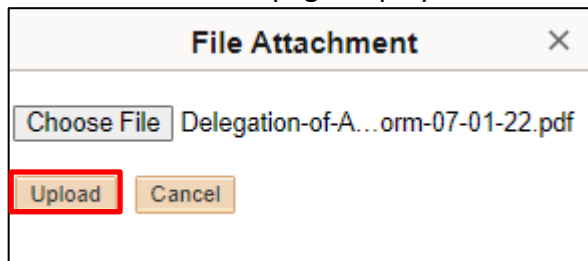 File Attachment ×
Choose File Delegation-of-A...orm-07-01-22.pdf
Upload Cancel